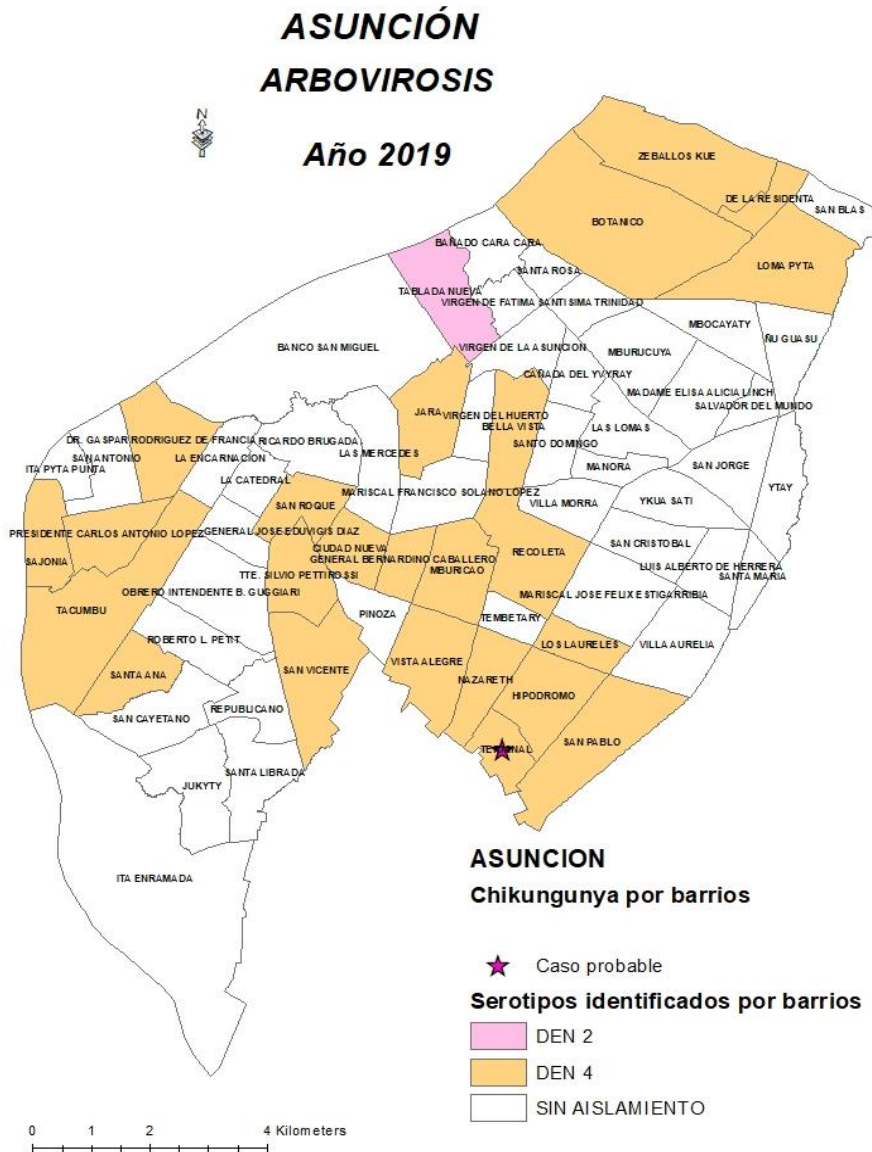 ASUNCIÓN
ARBOVIROSIS
N
Año 2019
ZEBALLOS KUE
DE LA RESIDENTA
SAN BLAS
BOTANICO
LOMA PYTA
BAÑADO CARA CARA
SANTA ROSA
TABLADA NUEVA
VIRGEN DE FATIMA
SANTISIMA TRINIDAD
MBOCAYATY
ÑU GUASU
BANCO SAN MIGUEL
VIRGEN DE LA ASUNCION
MBURUCUYA
CAÑADA DEL YVYRAY
MADAME ELISA ALICIA LINCH
SALVADOR DEL MUNDO
JARA
VIRGEN DEL HUERTO
BELLA VISTA
LAS LOMAS
DR. GASPAR RODRIGUEZ DE FRANCIA
RICARDO BRUGADA
SANTO DOMINGO
SAN ANTONIO
LA ENCARNACION
LAS MERCEDES
ITA PYTA PUNTA
MANORA
SAN JORGE
LA CATEDRAL
MARISCAL FRANCISCO SOLANO LOPEZ
YTAY
SAN ROQUE
VILLA MORRA
YKUA SATI
PRESIDENTE CARLOS ANTONIO LOPEZ
GENERAL JOSE EDUVIGIS DIAZ
SAN CRISTOBAL
CIUDAD NUEVA
RECOLETA
SAJONIA
GENERAL BERNARDINO CABALLERO
MBURICAO
LUIS ALBERTO DE HERRERA
TTE. SILVIO PETTIROSSI
SANTA MARIA
OBRERO INTENDENTE B. GUGGIARI
MARISCAL JOSE FELIX ESTIGARRIBIA
TACUMBU
PINOZA
TEMBETARY
ROBERTO L. PETIT
LOS LAURELES
VILLA AURELIA
VISTA ALEGRE
SANTA ANA
SAN VICENTE
NAZARETH
HIPODROMO
REPUBLICANO
SAN CAYETANO
SAN PABLO
TERMINAL
SANTA LIBRADA
JUKYTY
ITA ENRAMADA
ASUNCION
Chikungunya por barrios
Caso probable
Serotipos identificados por barrios
DEN 2
DEN 4
SIN AISLAMIENTO
0 1 2 4 Kilometers